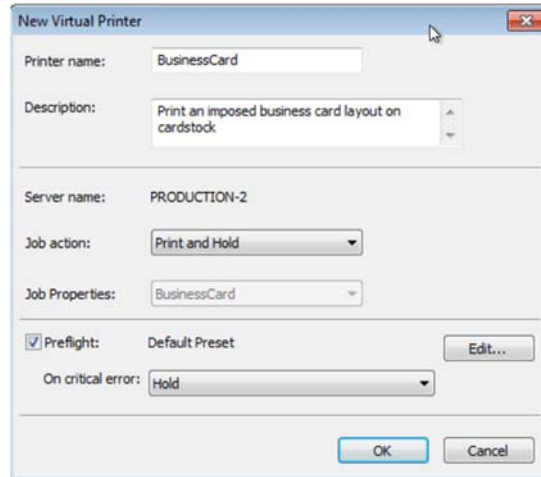 New Virtual Printer
Printer name: BusinessCard
Description: Print an imposed business card layout on
cardstock
Server name: PRODUCTION-2
Job action: Print and Hold
Job Properties: BusinessCard
Preflight: Default Preset Edit...
On critical error: Hold
OK Cancel